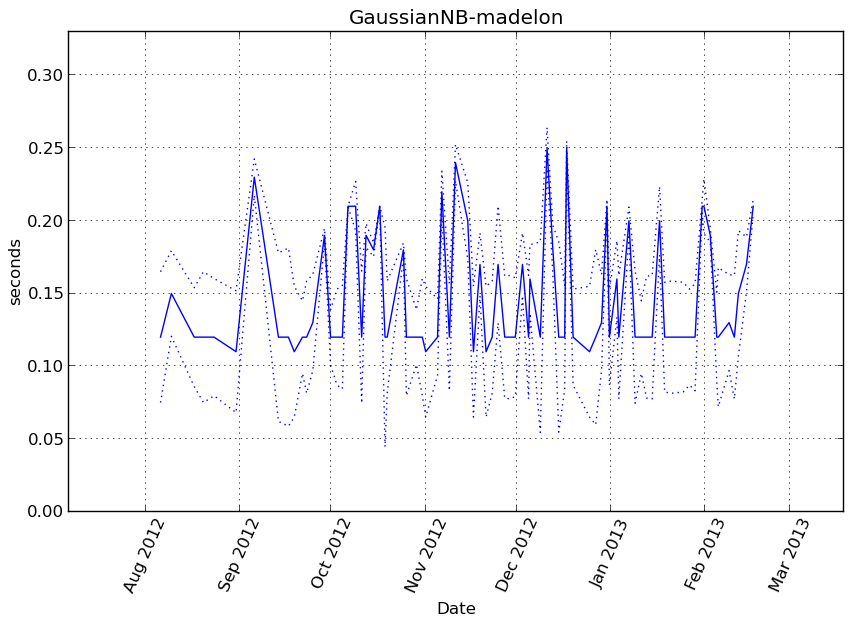 GaussianNB-madelon
0.30
0.25
0.20
0.15
0.10
0.05
0.00
seconds
Aug 2012
Sep 2012
Oct 2012
Nov 2012
Dec 2012
Jan 2013
Feb 2013
Mar 2013
Date